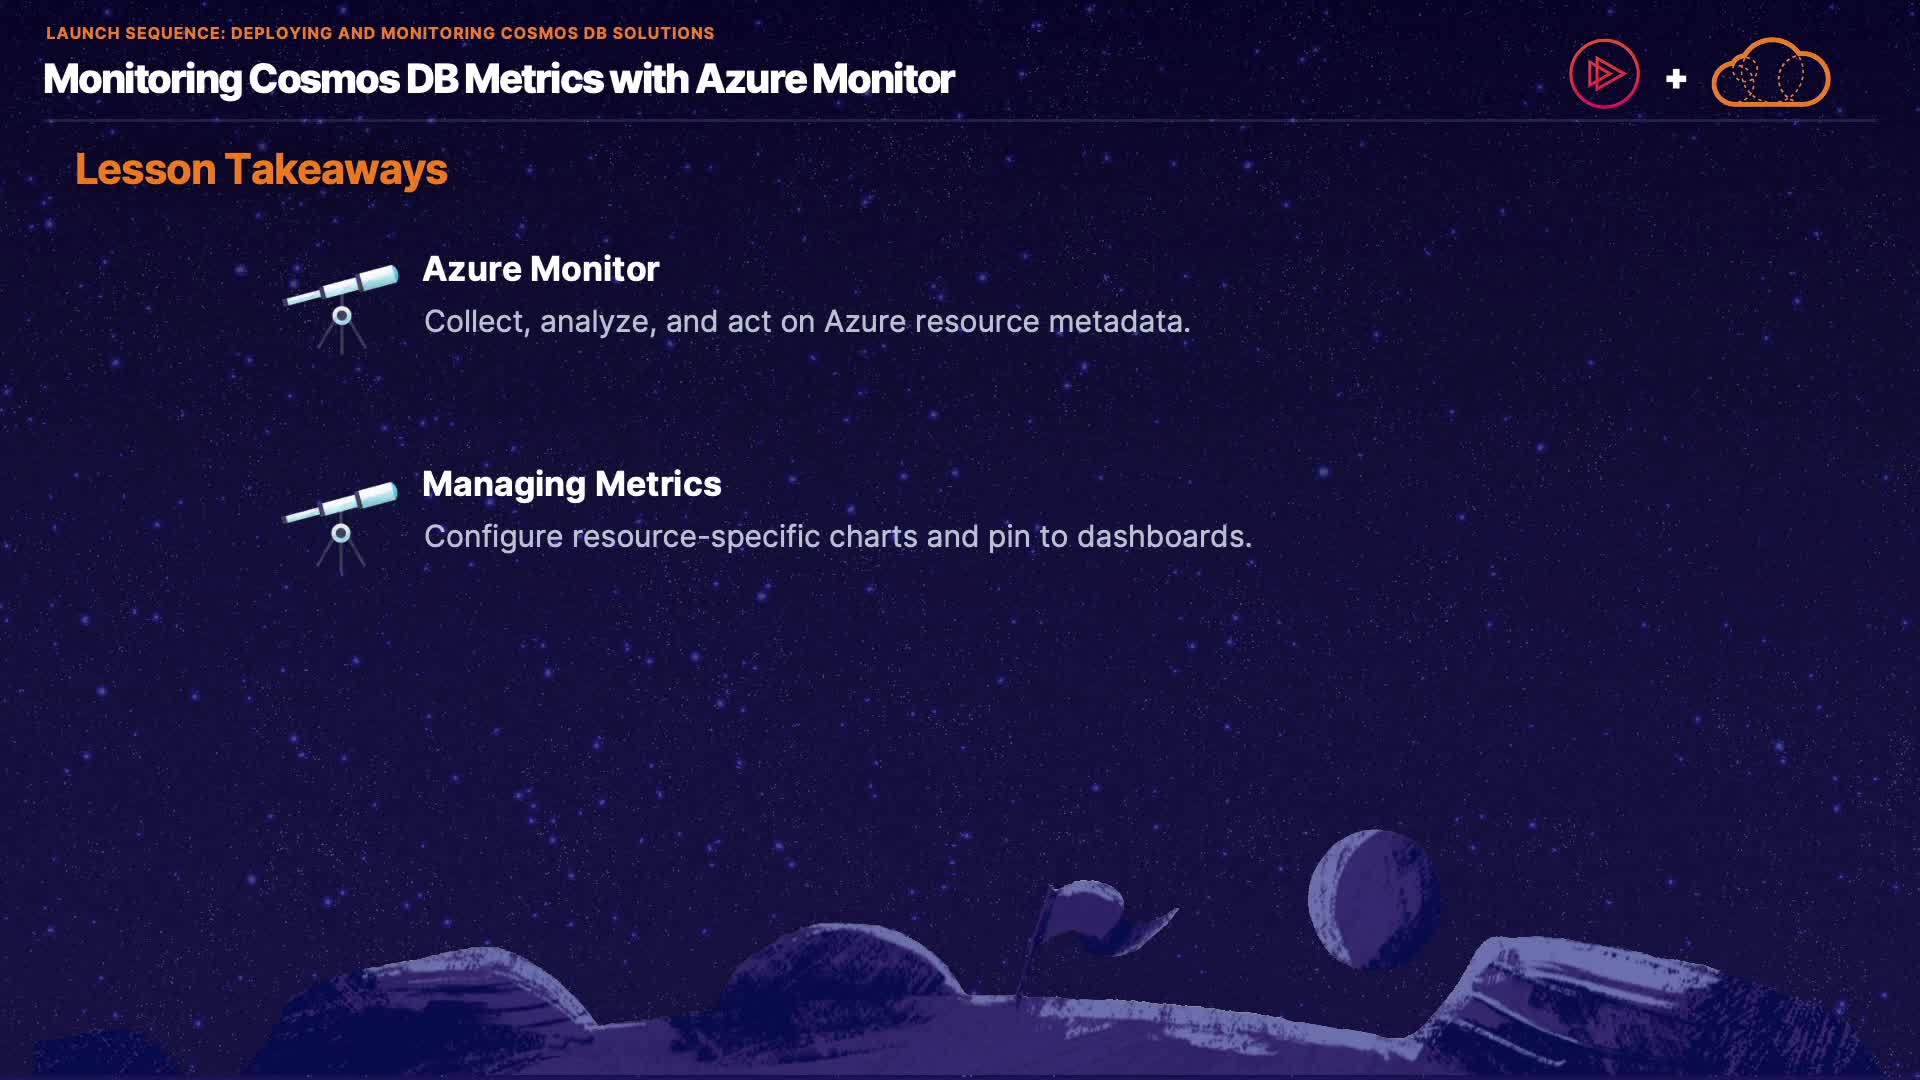 LAUNCH SEQUENCE: DEPLOYING AND MONITORING COSMOS DB SOLUTIONS
Monitoring Cosmos DB Metrics with Azure Monitor
+
Lesson Takeaways
Azure Monitor
Collect, analyze, and act on Azure resource metadata.
Managing Metrics
Configure resource-specific charts and pin to dashboards.